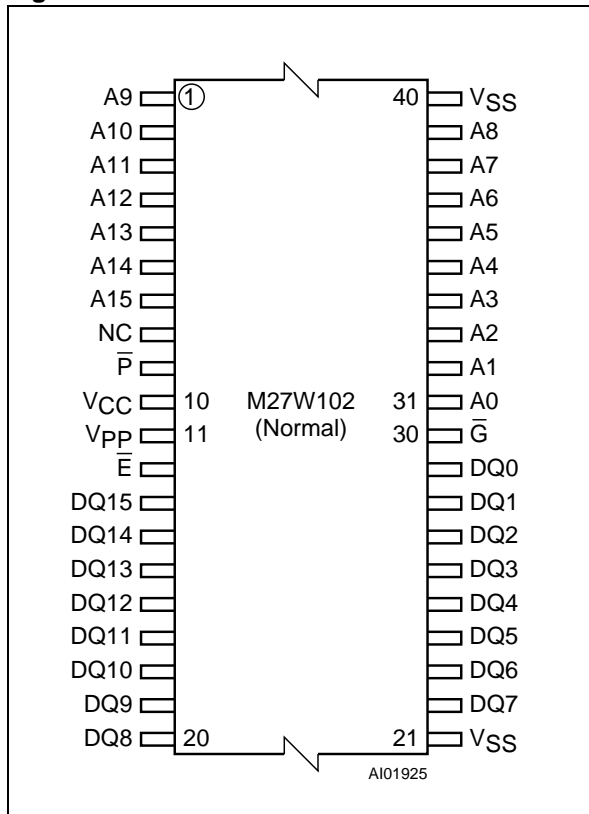 A9 1 40 VSS
A10 A8
A11 A7
A12 A6
A13 A5
A14 A4
A15 A3
NC A2
P̅ A1
VCC 10 M27W102 31 A0
VPP 11 (Normal) 30 G̅
E̅ DQ0
DQ15 DQ1
DQ14 DQ2
DQ13 DQ3
DQ12 DQ4
DQ11 DQ5
DQ10 DQ6
DQ9 DQ7
DQ8 20 21 VSS
AI01925